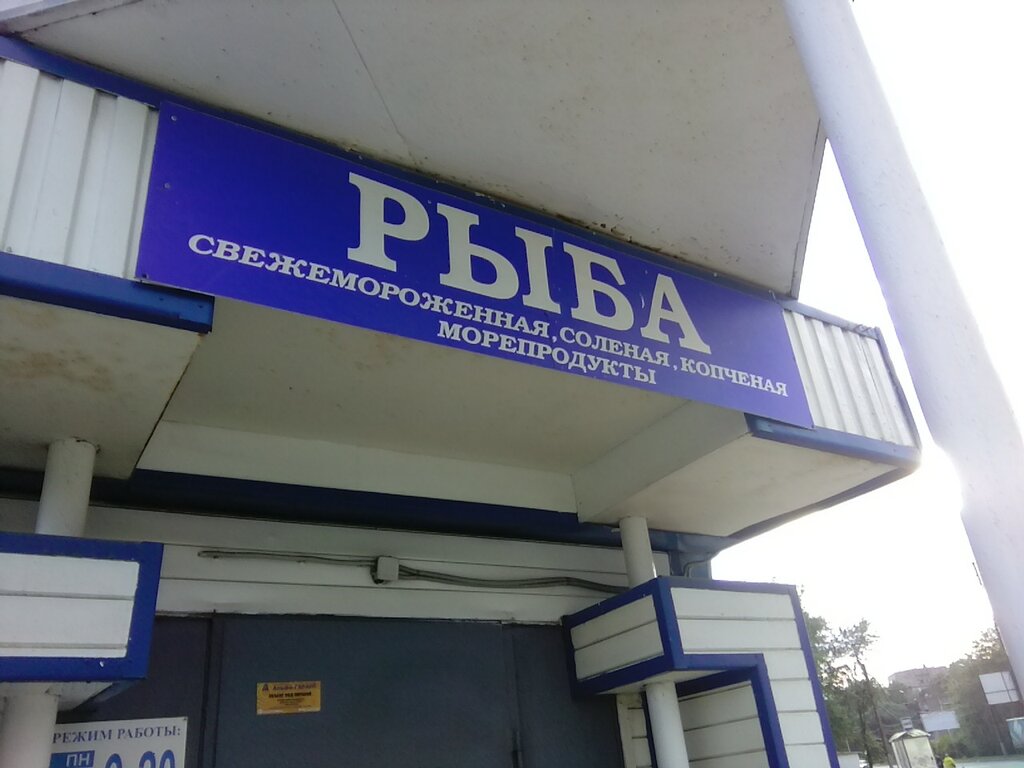 РЫБА
СВЕЖЕМОРОЖЕННАЯ, СОЛЕНАЯ, КОПЧЕНАЯ
МОРЕПРОДУКТЫ
РЕЖИМ РАБОТЫ:
ПН